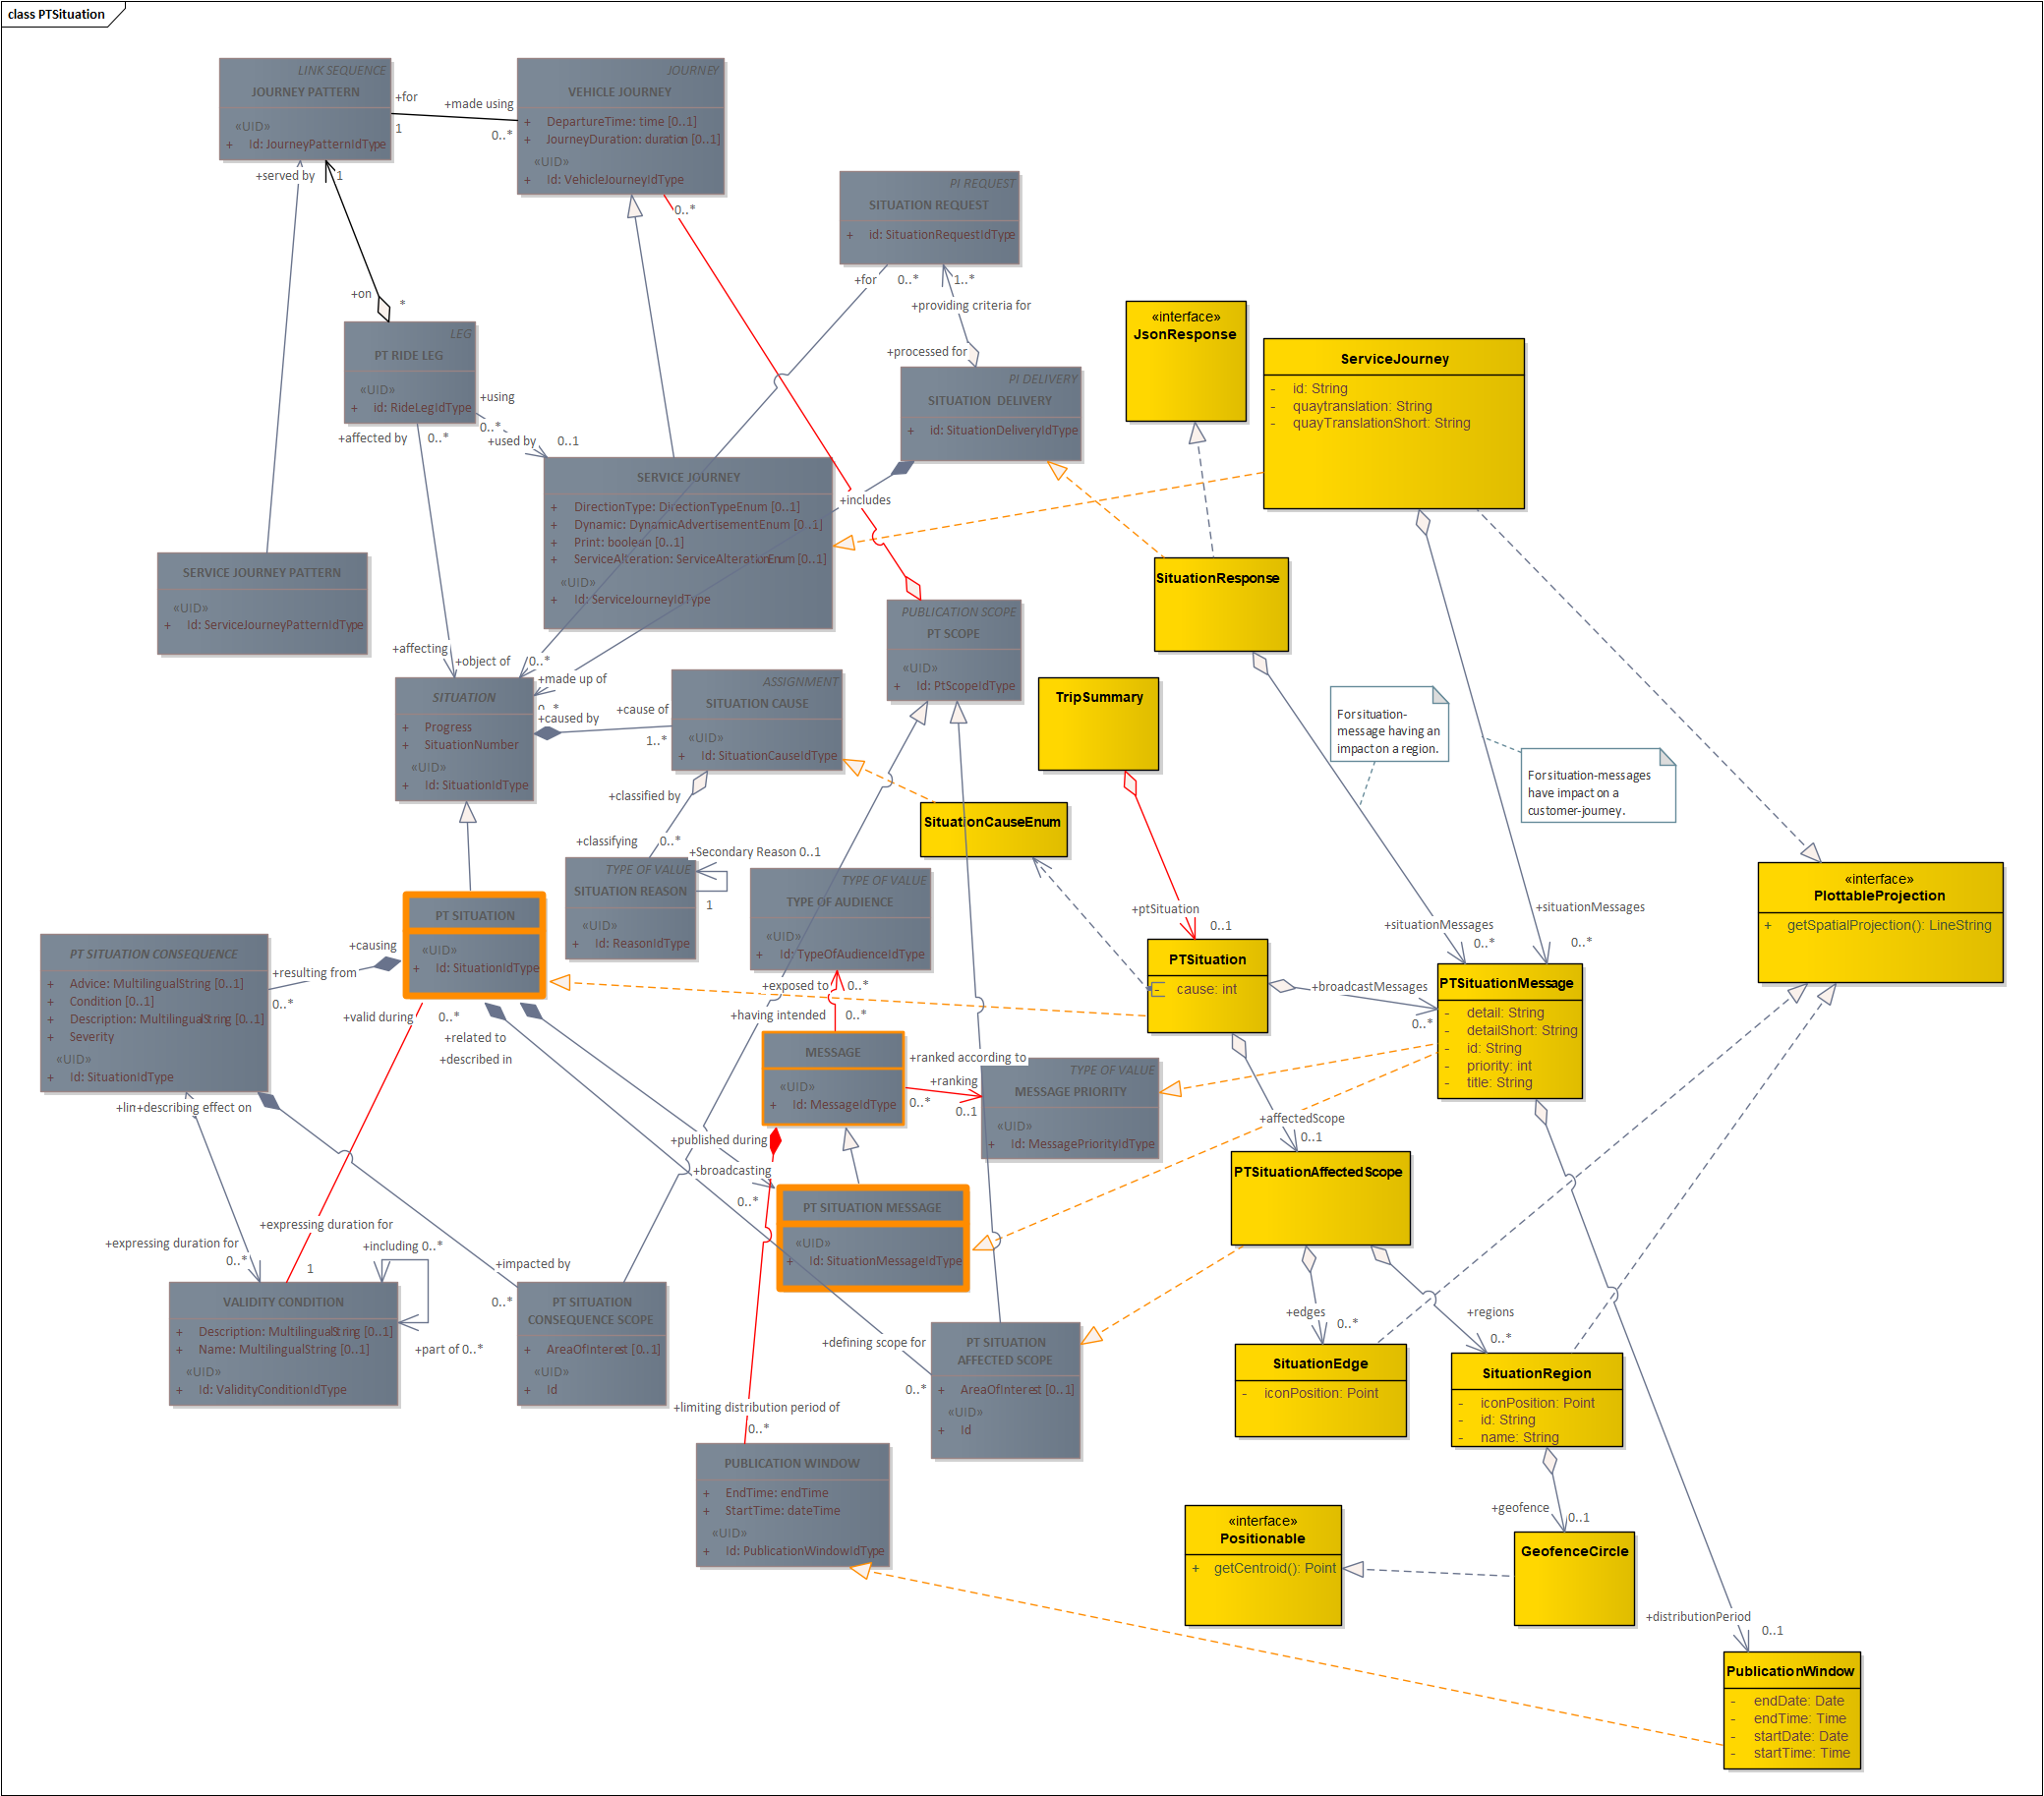 class PTSituation
LINK SEQUENCE
JOURNEY PATTERN
«UID»
+ Id: JourneyPatternIdType
+for
1
+made using
0..*
JOURNEY
VEHICLE JOURNEY
+ DepartureTime: time [0..1]
+ JourneyDuration: duration [0..1]
«UID»
+ Id: VehicleJourneyIdType
+served by
1
0..*
PI REQUEST
SITUATION REQUEST
+ id: SituationRequestIdType
+for
0..*
1..*
+providing criteria for
+on
*
LEG
PT RIDE LEG
«UID»
+ id: RideLegIdType
+processed for
PI DELIVERY
SITUATION  DELIVERY
+ id: SituationDeliveryIdType
«interface»
JsonResponse
ServiceJourney
- id: String
- quaytranslation: String
- quayTranslationShort: String
+using
0..*
+used by
0..1
+affected by
0..*
SERVICE JOURNEY
+ DirectionType: DirectionTypeEnum [0..1]
+ Dynamic: DynamicAdvertisementEnum [0..1]
+ Print: boolean [0..1]
+ ServiceAlteration: ServiceAlterationEnum [0..1]
«UID»
+ Id: ServiceJourneyIdType
+includes
SERVICE JOURNEY PATTERN
«UID»
+ Id: ServiceJourneyPatternIdType
SituationResponse
PUBLICATION SCOPE
PT SCOPE
«UID»
+ Id: PtScopeIdType
+affecting
+object of
0..*
+made up of
0..*
SITUATION
+ Progress
+ SituationNumber
«UID»
+ Id: SituationIdType
+caused by
+cause of
1..*
ASSIGNMENT
SITUATION CAUSE
«UID»
+ Id: SituationCauseIdType
TripSummary
For situation-
message having an
impact on a region.
For situation-messages
have impact on a
customer-journey.
+classified by
+classifying
0..*
SituationCauseEnum
+Secondary Reason 0..1
1
TYPE OF VALUE
SITUATION REASON
«UID»
+ Id: ReasonIdType
TYPE OF VALUE
TYPE OF AUDIENCE
«UID»
+ Id: TypeOfAudienceIdType
«interface»
PlottableProjection
+ getSpatialProjection(): LineString
+ptSituation
0..1
+situationMessages
0..*
+situationMessages
0..*
PT SITUATION
«UID»
+ Id: SituationIdType
PT SITUATION CONSEQUENCE
+ Advice: MultilingualString [0..1]
+ Condition [0..1]
+ Description: MultilingualString [0..1]
+ Severity
«UID»
+ Id: SituationIdType
+causing
+resulting from
0..*
PTSituation
- cause: int
+broadcastMessages
0..*
PTSituationMessage
- detail: String
- detailShort: String
- id: String
- priority: int
- title: String
+exposed to
0..*
+having intended
0..*
+valid during
0..*
+related to
+described in
MESSAGE
«UID»
+ Id: MessageIdType
+ranked according to
+ranking
0..*
0..1
TYPE OF VALUE
MESSAGE PRIORITY
«UID»
+ Id: MessagePriorityIdType
+lin
+describing effect on
+affectedScope
0..1
+published during
+broadcasting
0..*
PTSituationAffectedScope
PT SITUATION MESSAGE
«UID»
+ Id: SituationMessageIdType
+expressing duration for
+expressing duration for
0..*
1
+including 0..*
+part of 0..*
+impacted by
0..*
VALIDITY CONDITION
+ Description: MultilingualString [0..1]
+ Name: MultilingualString [0..1]
«UID»
+ Id: ValidityConditionIdType
PT SITUATION
CONSEQUENCE SCOPE
+ AreaOfInterest [0..1]
«UID»
+ Id
+defining scope for
0..*
PT SITUATION
AFFECTED SCOPE
+ AreaOfInterest [0..1]
«UID»
+ Id
+edges
0..*
+regions
0..*
SituationEdge
- iconPosition: Point
SituationRegion
- iconPosition: Point
- id: String
- name: String
+limiting distribution period of
0..*
PUBLICATION WINDOW
+ EndTime: endTime
+ StartTime: dateTime
«UID»
+ Id: PublicationWindowIdType
+geofence
0..1
«interface»
Positionable
+ getCentroid(): Point
GeofenceCircle
+distributionPeriod
0..1
PublicationWindow
- endDate: Date
- endTime: Time
- startDate: Date
- startTime: Time